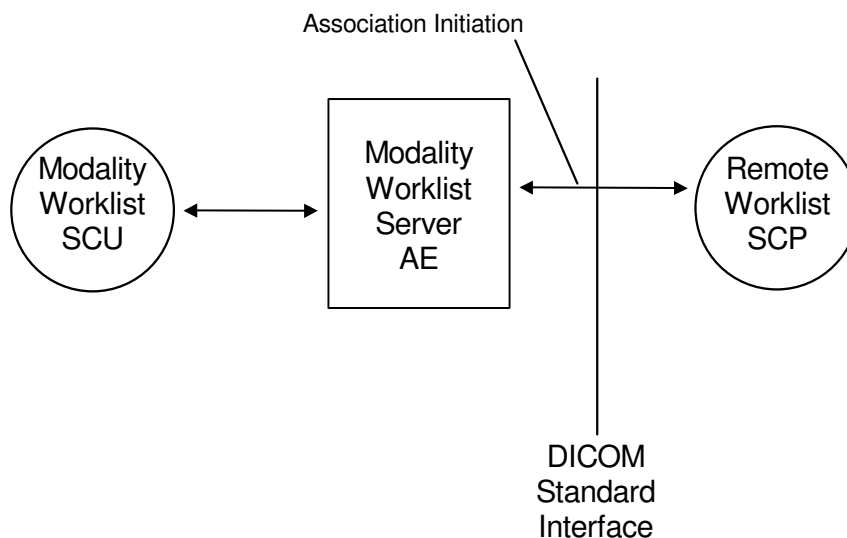 Association Initiation
Modality
Worklist
SCU
Modality
Worklist
Server
AE
Remote
Worklist
SCP
DICOM
Standard
Interface